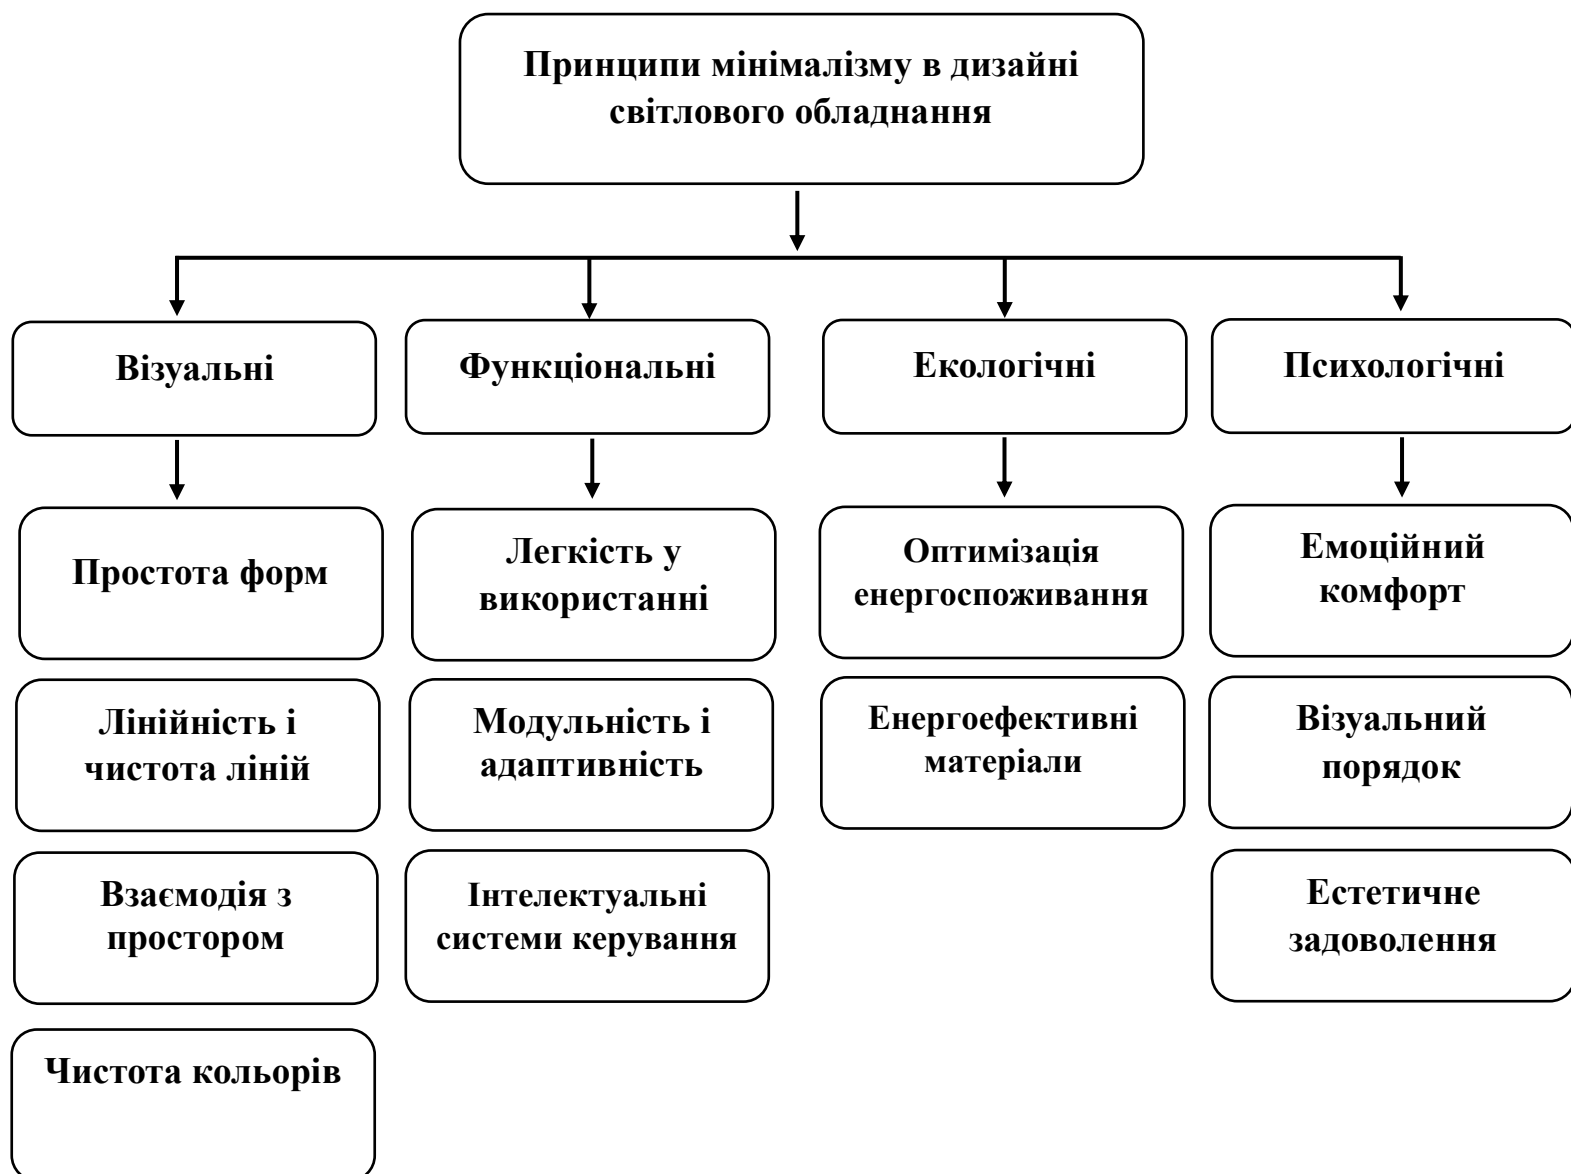 Принципи мінімалізму в дизайні
світлового обладнання
Візуальні
Функціональні
Екологічні
Психологічні
Простота форм
Легкість у
використанні
Оптимізація
енергоспоживання
Емоційний
комфорт
Лінійність і
чистота ліній
Модульність і
адаптивність
Енергоефективні
матеріали
Візуальний
порядок
Взаємодія з
простором
Інтелектуальні
системи керування
Естетичне
задоволення
Чистота кольорів